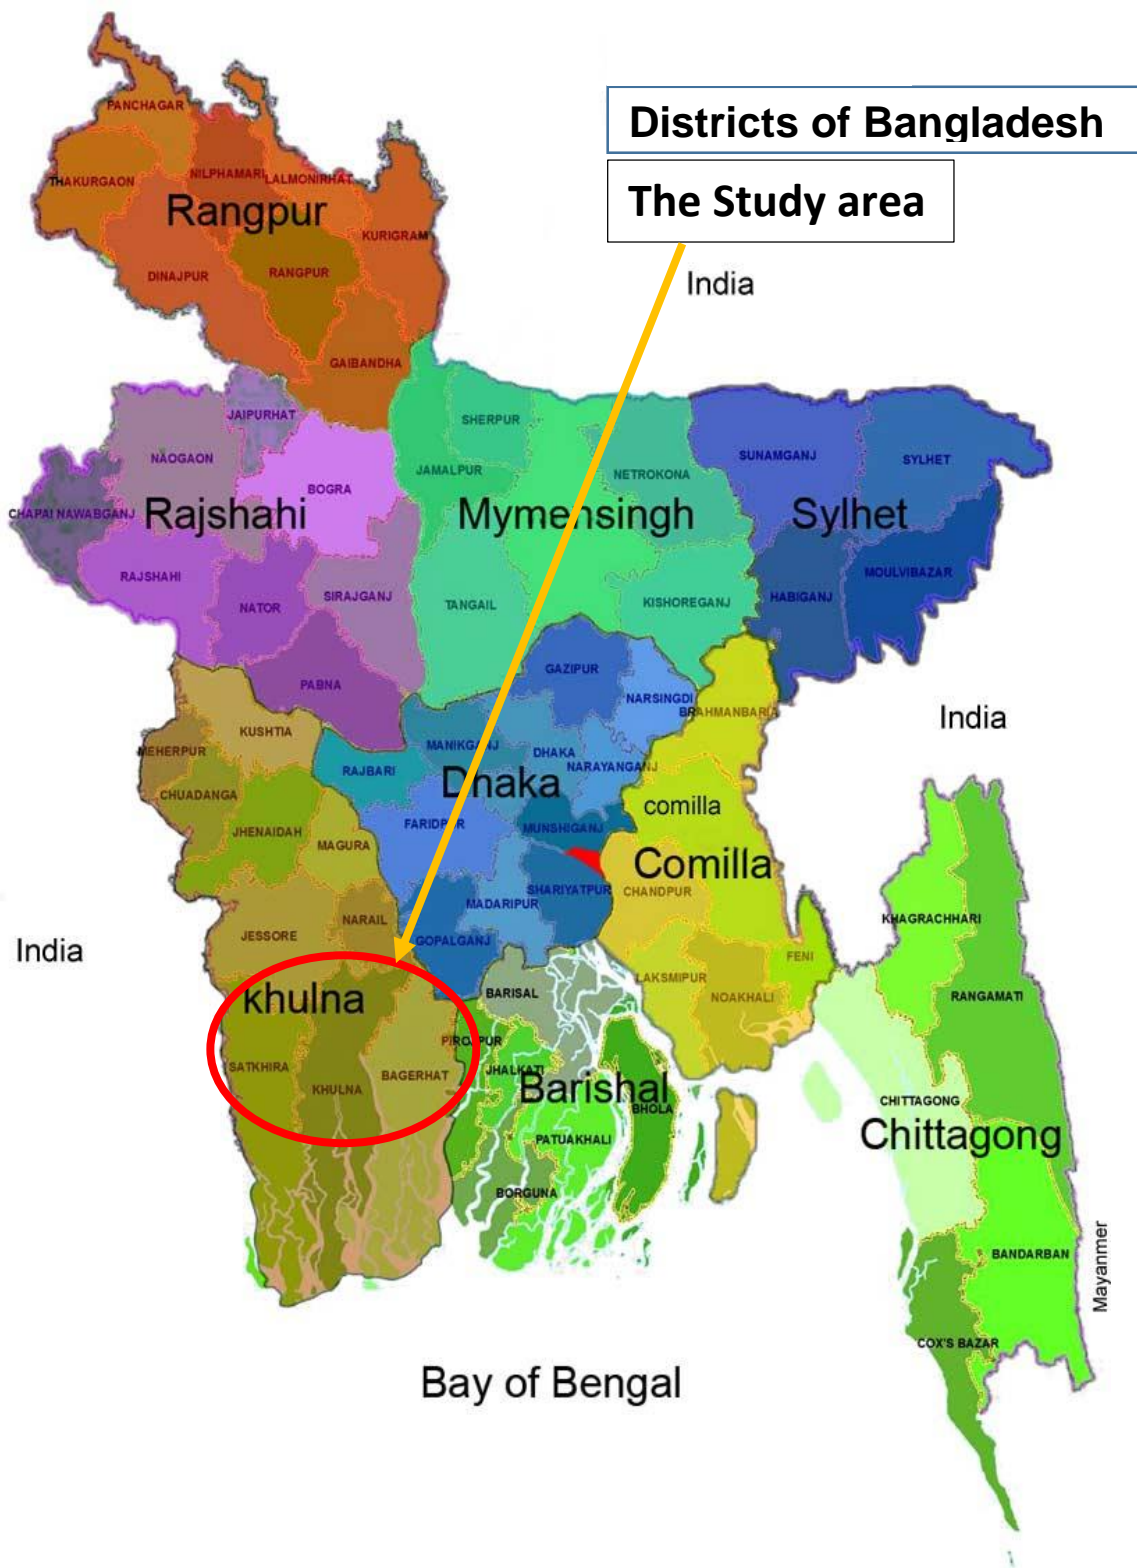 PANCHAGAR
Districts of Bangladesh
THAKURGAON
NILPHAMARI
LALMONIRHAT
The Study area
Rangpur
KURIGRAM
DINAJPUR
RANGPUR
India
GAIBANDHA
JAIPURHAT
SHERPUR
NAOGAON
JAMALPUR
NETROKONA
SUNAMGANJ
SYLHET
BOGRA
CHAPAI NAWABGANJ
Rajshahi
Mymensingh
Sylhet
RAJSHAHI
SIRAJGANJ
NATOR
TANGAIL
KISHOREGANJ
HABIGANJ
MOULVIBAZAR
PABNA
GAZIPUR
NARSINGDI
BRAHMANBARIA
India
KUSHTIA
MEHERPUR
MANIKGANJ
DHAKA
NARAYANGANJ
RAJBARI
Dhaka
CHUADANGA
comilla
JHENAIDAH
FARIDPUR
MUNSHIGANJ
MAGURA
Comilla
SHARIYATPUR
CHANDPUR
MADARIPUR
NARAIL
KHAGRACHHARI
JESSORE
GOPALGANJ
India
FENI
LAKSMIPUR
NOAKHALI
khulna
BARISAL
RANGAMATI
PIROJPUR
SATKHIRA
KHULNA
BAGERHAT
JHALKATI
Barishal
BHOLA
CHITTAGONG
Chittagong
PATUAKHALI
BORGUNA
BANDARBAN
Mayanmer
COX'S BAZAR
Bay of Bengal